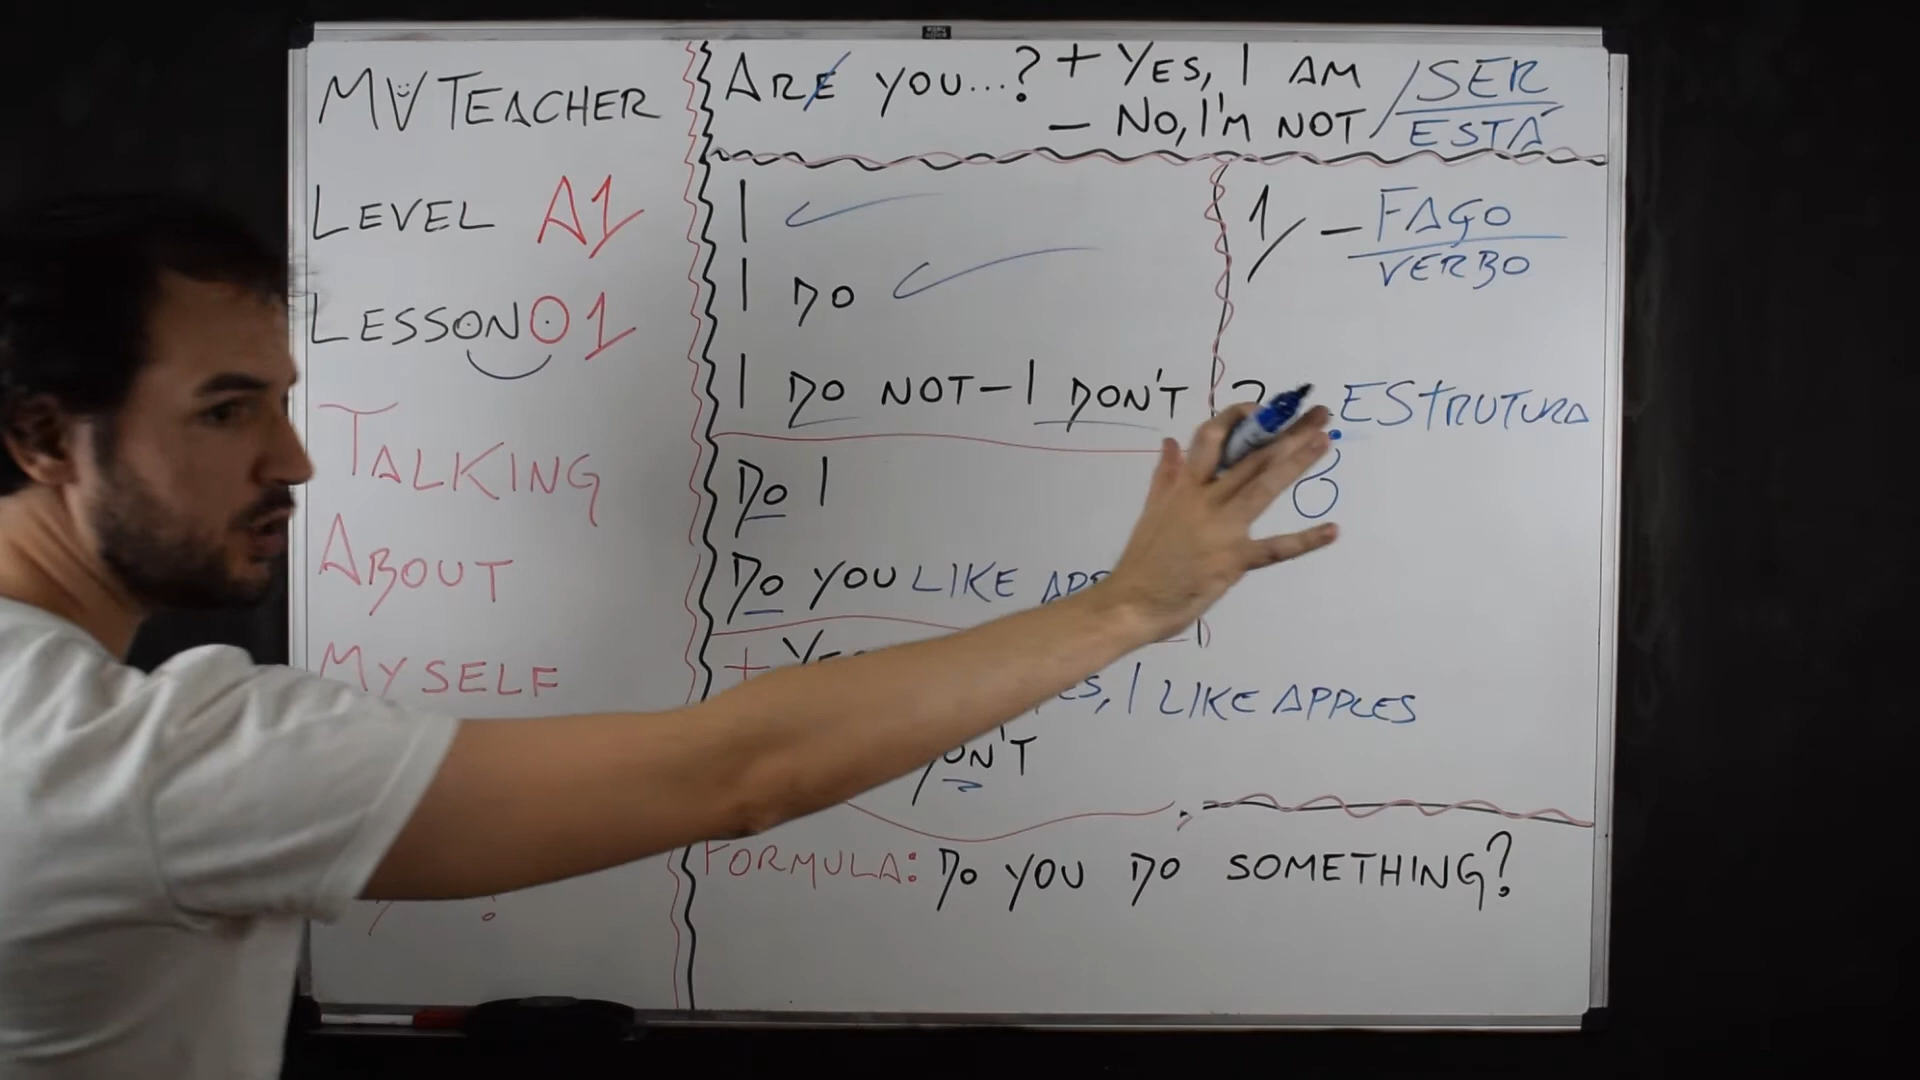 MV TEACHER
LEVEL A1
LESSON 01
TALKING
ABOUT
MYSELF
ARE YOU...? + YES, I AM
- NO, I'M NOT
/SER
ESTÁ
I
I DO
I DO NOT - I DON'T
DO I
DO YOU LIKE
+
I LIKE APPLES
1/ - FAÇO
VERBO
ESTRUTURA
FORMULA: DO YOU DO SOMETHING?